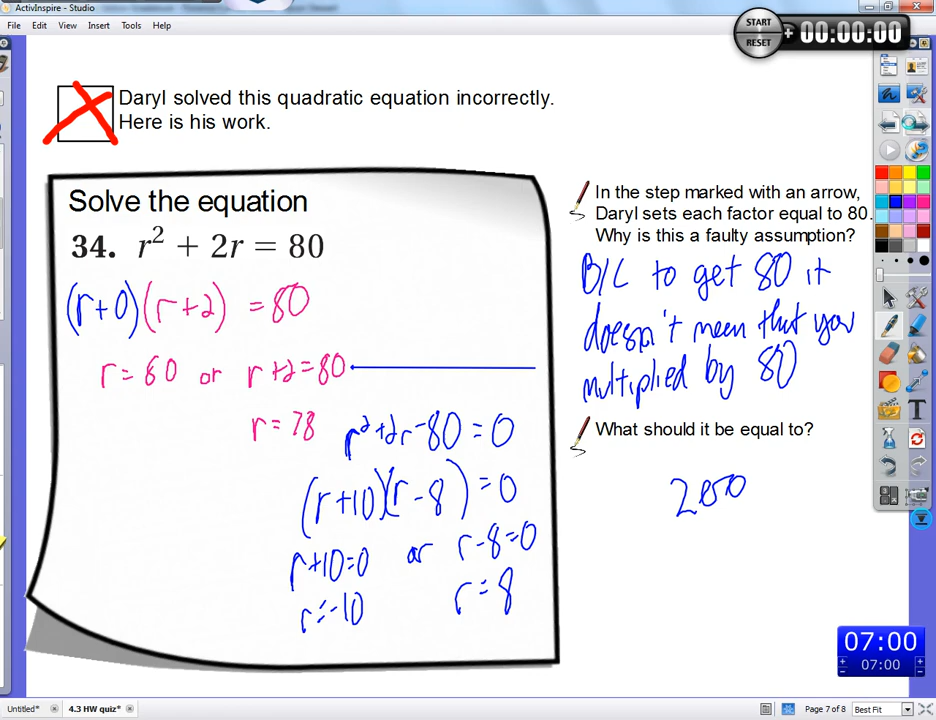 ActivInspire - Studio
File Edit View Insert Tools Help
START
RESET
+ 00:00:00
Daryl solved this quadratic equation incorrectly.
Here is his work.
Solve the equation
34. r² + 2r = 80
(r+0)(r+2) = 80
r = 80 or r+2=80
r = 78
r²+2r-80=0
(r+10)(r-8)=0
r+10=0 or r-8=0
r=-10 r=8
In the step marked with an arrow,
Daryl sets each factor equal to 80.
Why is this a faulty assumption?
B/C to get 80 it
doesn't mean that you
multiplied by 80
What should it be equal to?
07:00
07:00
Untitled* 4.3 HW quiz* Page 7 of 8 Best Fit